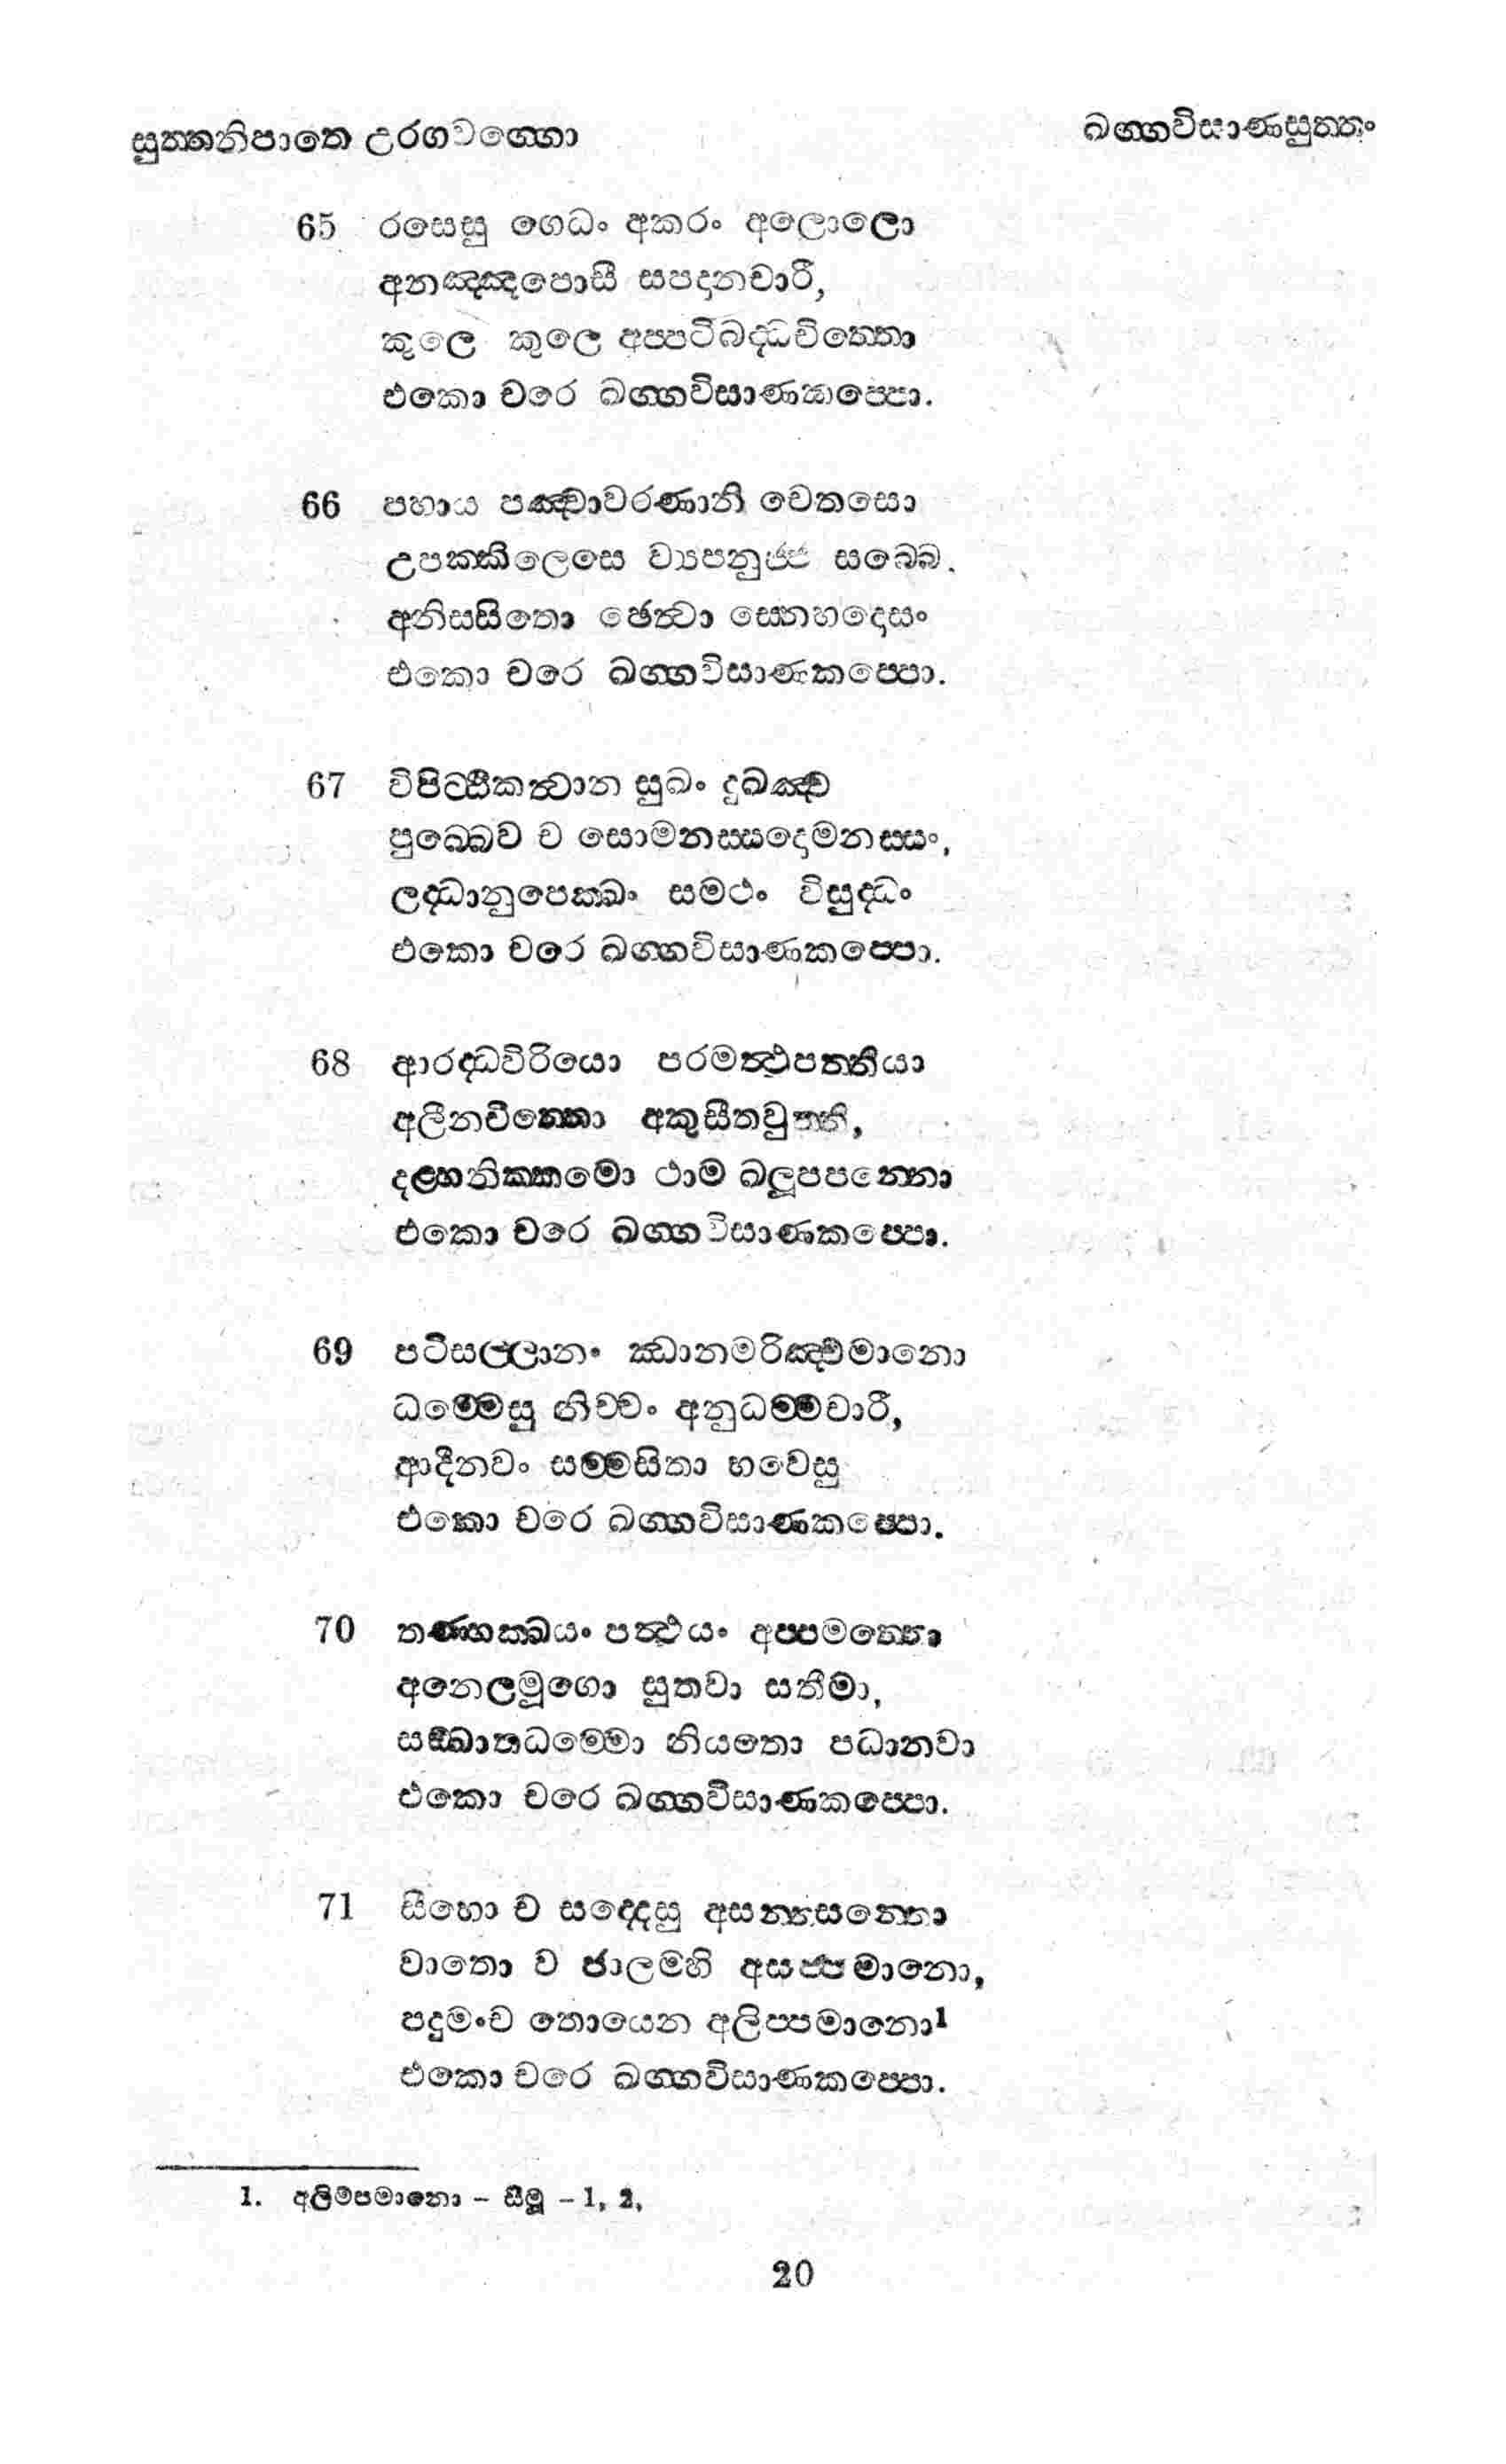 සුත්තනිපාතෙ උරගවග්ගො
ඛග්ගවිසාණසුත්තං
65 රසෙසු ගෙධං අකරං අලොලො
අනඤ්ඤපොසී සපදානචාරී,
කුලෙ කුලෙ අප්පටිබද්ධචිත්තො
එකො චරෙ ඛග්ගවිසාණකප්පො.
66 පහාය පඤ්චාවරණානි චෙතසො
උපක්කිලෙසෙ ව්‍යපනුජ්ජ සබ්බෙ.
අනිස්සිතො ඡෙත්වා ස්නෙහදොසං
එකො චරෙ ඛග්ගවිසාණකප්පො.
67 විපිට්ඨීකත්වාන සුඛං දුඛඤ්ච
පුබ්බෙව ච සොමනස්සදොමනස්සං,
ලද්ධානුපෙක්ඛං සමථං විසුද්ධං
එකො චරෙ ඛග්ගවිසාණකප්පො.
68 ආරද්ධවිරියො පරමත්ථපත්තියා
අලීනචිත්තො අකුසීතවුත්ති,
දළ්හනික්කමො ථාම ඛලූපපන්නො
එකො චරෙ ඛග්ගවිසාණකප්පො.
69 පටිසල්ලානං ඣානමරිඤ්චමානො
ධම්මෙසු නිච්චං අනුධම්මචාරී,
ආදීනවං සම්මසිතා භවෙසු
එකො චරෙ ඛග්ගවිසාණකප්පො.
70 තණ්හක්ඛයං පත්ථයං අප්පමත්තො
අනෙලමූගො සුතවා සතීමා,
සඞ්ඛාතධම්මො නියතො පධානවා
එකො චරෙ ඛග්ගවිසාණකප්පො.
71 සීහො ච සද්දෙසු අසන්තසන්තො
වාතො ව ජාලම්හි අසජ්ජමානො,
පදුමංච තොයෙන අලිප්පමානො1
එකො චරෙ ඛග්ගවිසාණකප්පො.
1. අලිම්පමානො - සීමු - 1, 2,
20